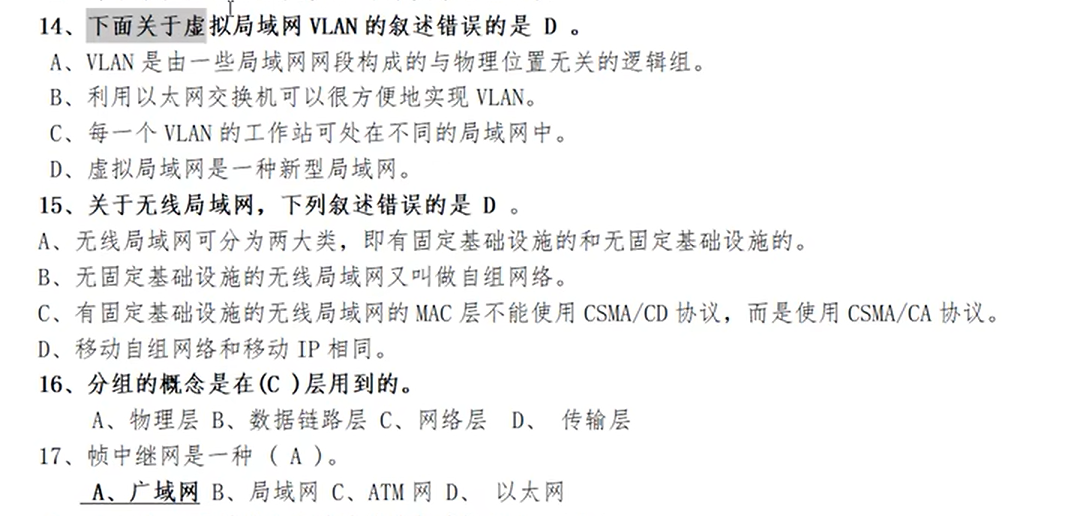 14、下面关于虚拟局域网 VLAN 的叙述错误的是 D 。
A、VLAN 是由一些局域网网段构成的与物理位置无关的逻辑组。
B、利用以太网交换机可以很方便地实现 VLAN。
C、每一个 VLAN 的工作站可处在不同的局域网中。
D、虚拟局域网是一种新型局域网。
15、关于无线局域网，下列叙述错误的是 D 。
A、无线局域网可分为两大类，即有固定基础设施的和无固定基础设施的。
B、无固定基础设施的无线局域网又叫做自组网络。
C、有固定基础设施的无线局域网的 MAC 层不能使用 CSMA/CD 协议，而是使用 CSMA/CA 协议。
D、移动自组网络和移动 IP 相同。
16、分组的概念是在(C )层用到的。
A、物理层 B、数据链路层 C、网络层 D、 传输层
17、帧中继网是一种（ A ）。
A、广域网 B、局域网 C、ATM 网 D、 以太网